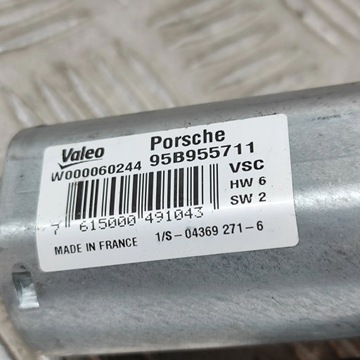 Valeo Porsche
W000060244 95B955711
VSC
HW 6
SW 2
7 615000 491043
MADE IN FRANCE 1/S-04369 271-6